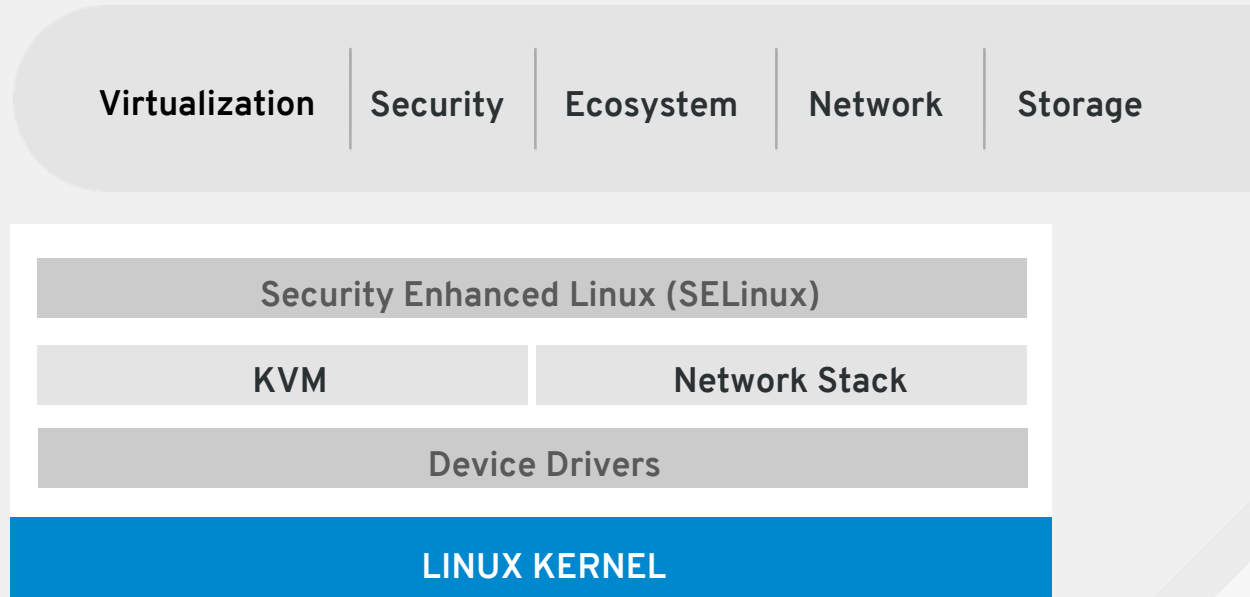 Virtualization Security Ecosystem Network Storage
Security Enhanced Linux (SELinux)
KVM Network Stack
Device Drivers
LINUX KERNEL